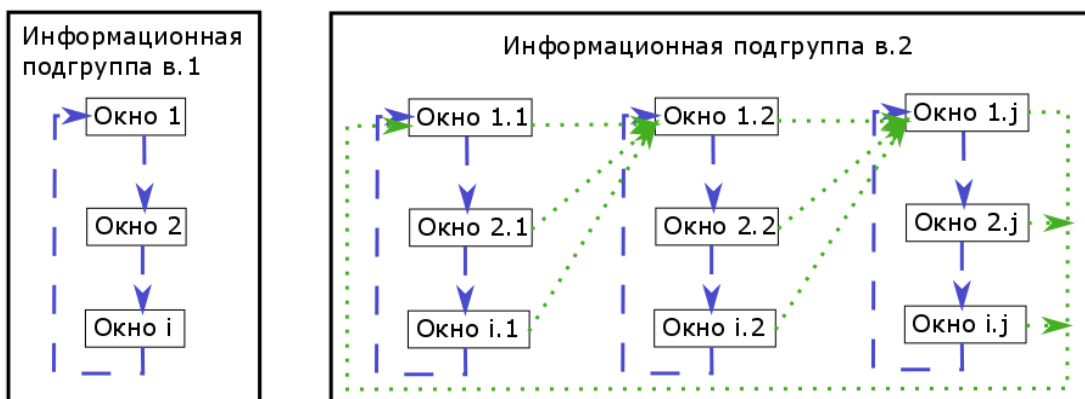 Информационная
подгруппа в.1
Окно 1
Окно 2
Окно i
Информационная подгруппа в.2
Окно 1.1
Окно 1.2
Окно 1.j
Окно 2.1
Окно 2.2
Окно 2.j
Окно i.1
Окно i.2
Окно i.j